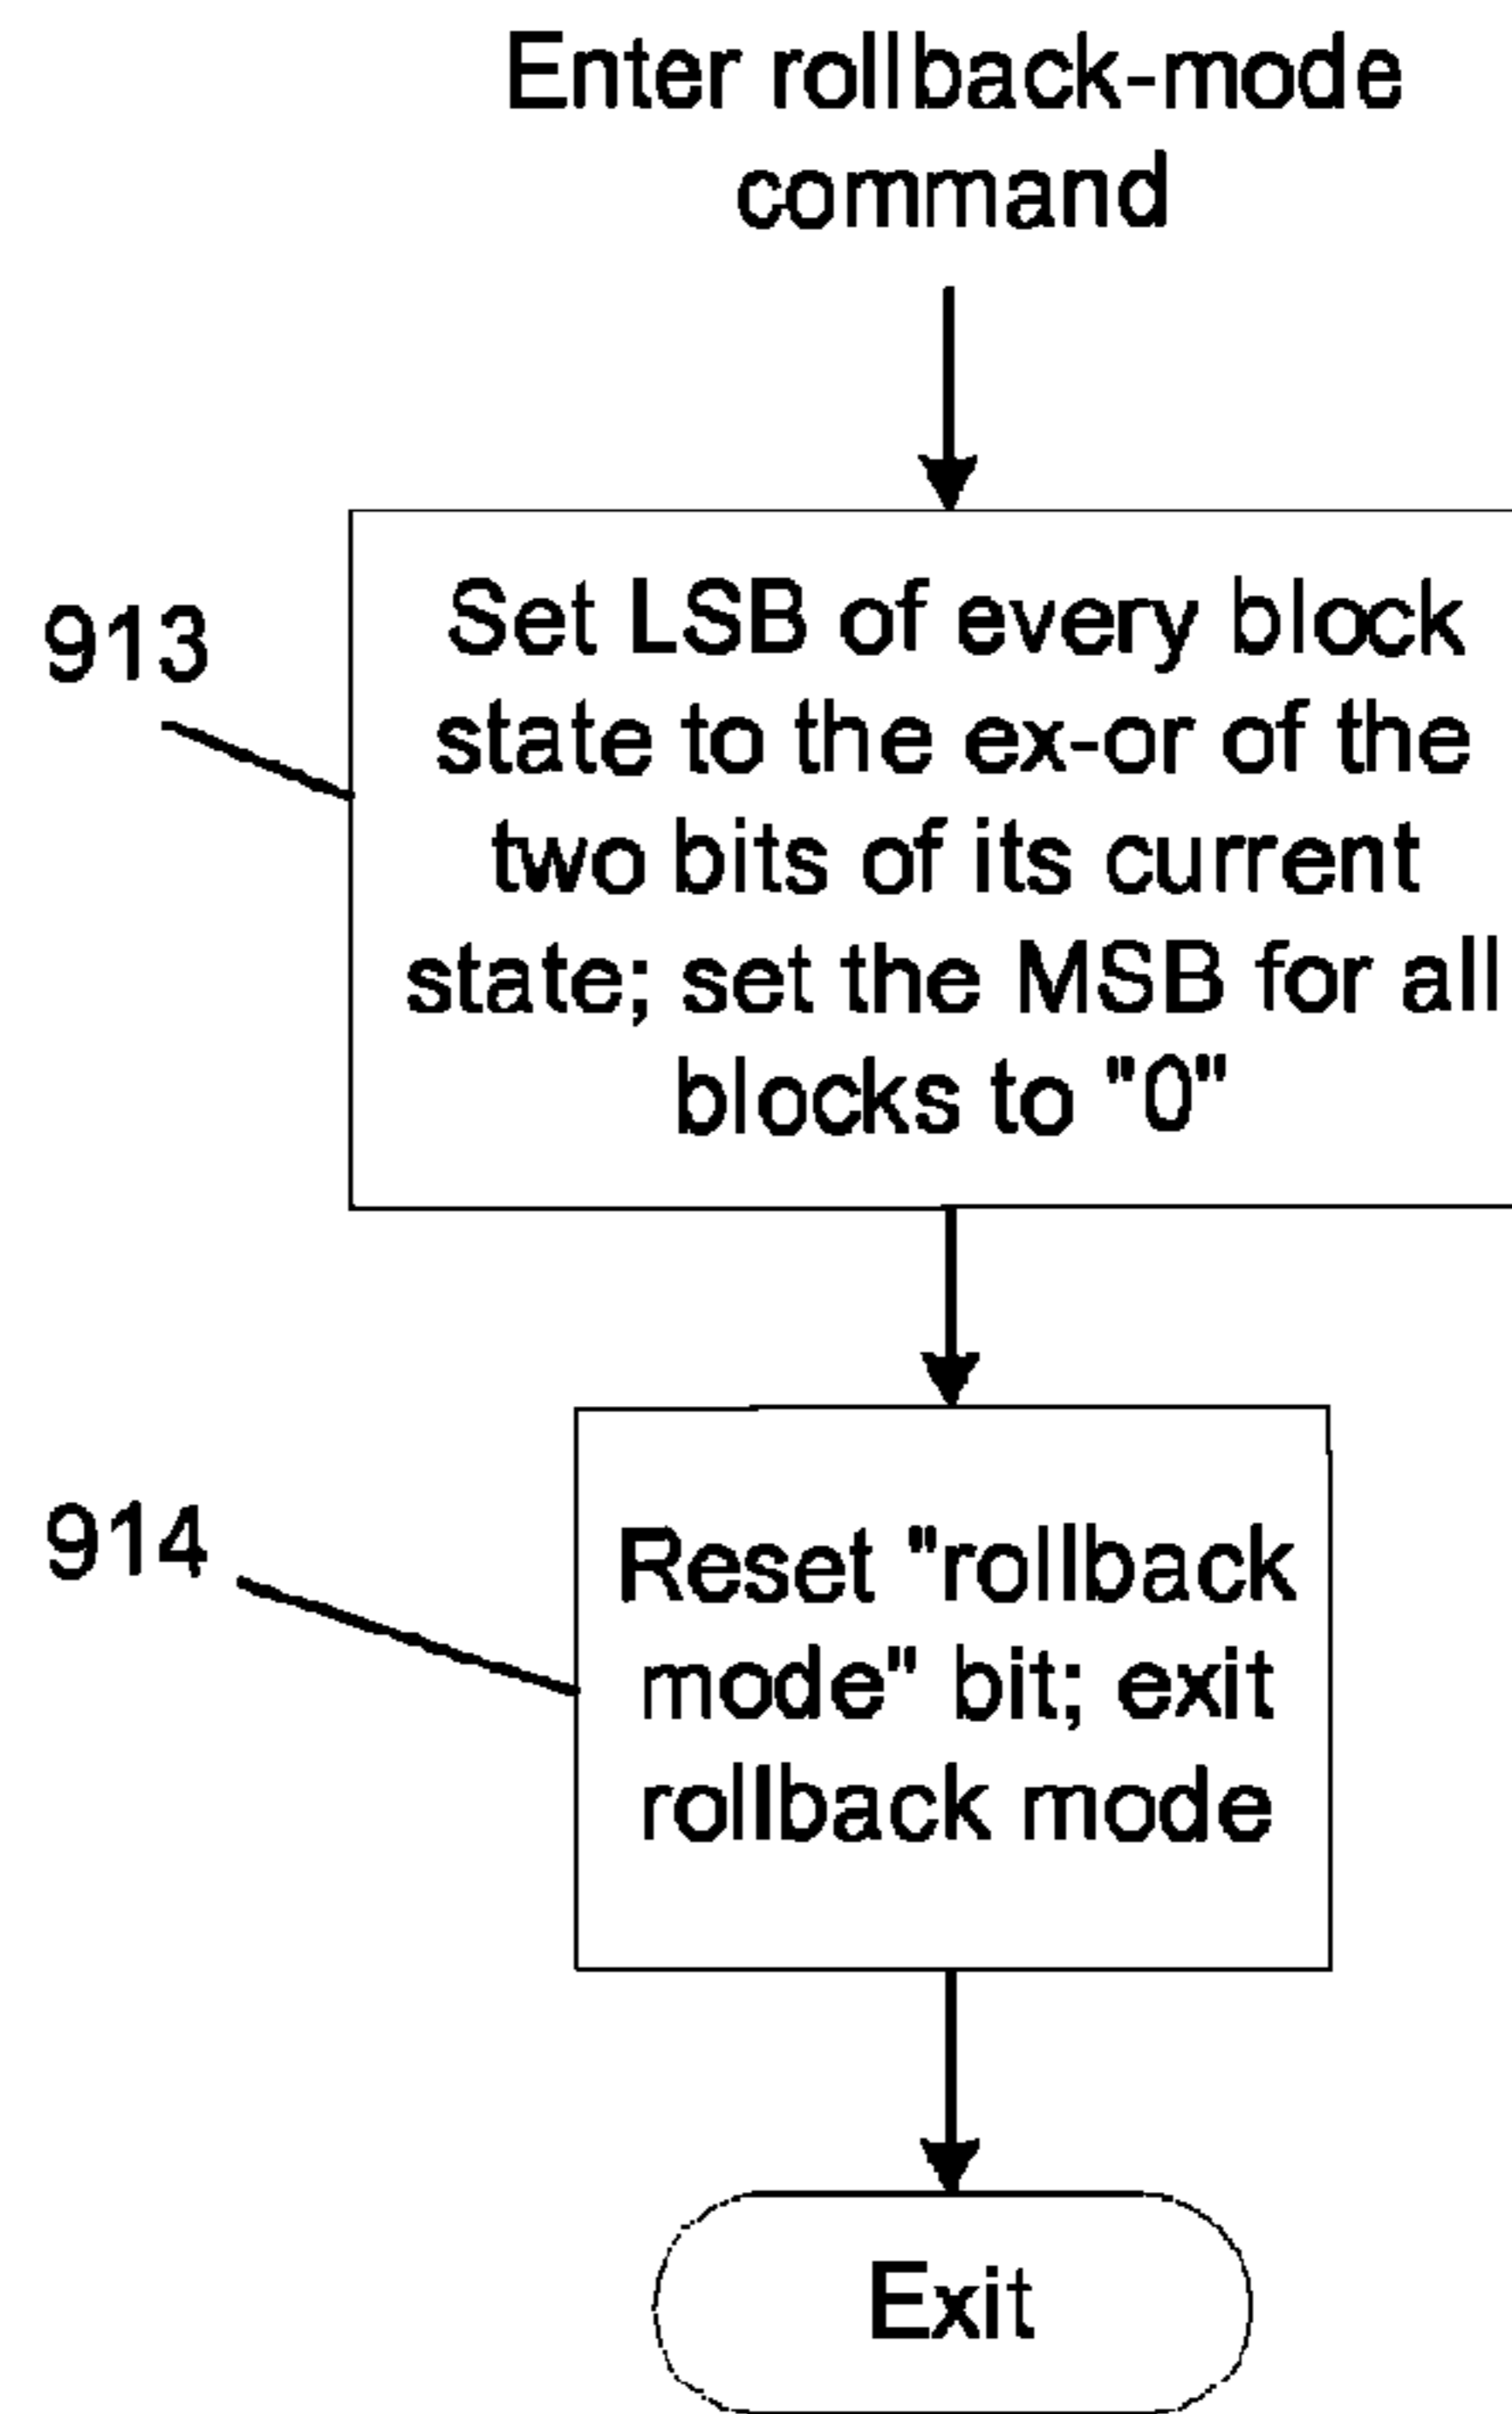 Enter rollback-mode
command
913
Set LSB of every block
state to the ex-or of the
two bits of its current
state; set the MSB for all
blocks to "0"
914
Reset "rollback
mode" bit; exit
rollback mode
Exit